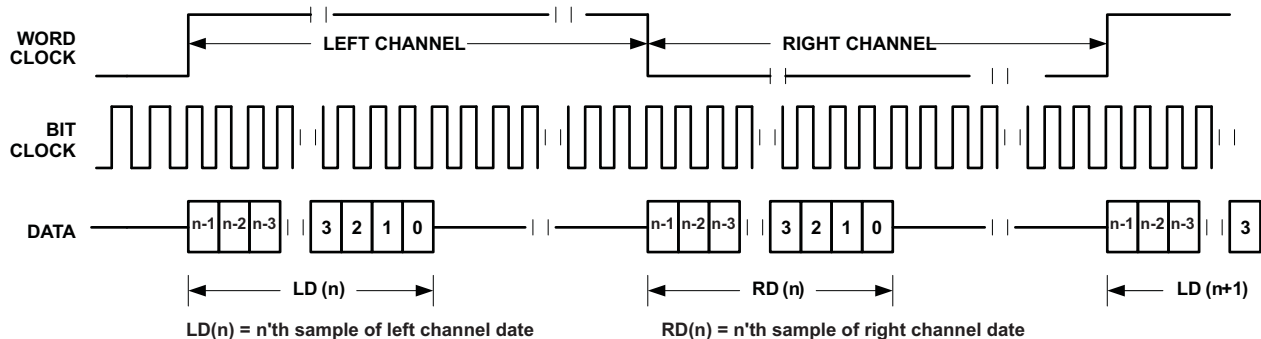 WORD
CLOCK
LEFT CHANNEL
RIGHT CHANNEL
BIT
CLOCK
DATA
n-1 n-2 n-3 3 2 1 0 n-1 n-2 n-3 3 2 1 0 n-1 n-2 n-3 3
LD (n)
RD (n)
LD (n+1)
LD(n) = n'th sample of left channel date
RD(n) = n'th sample of right channel date